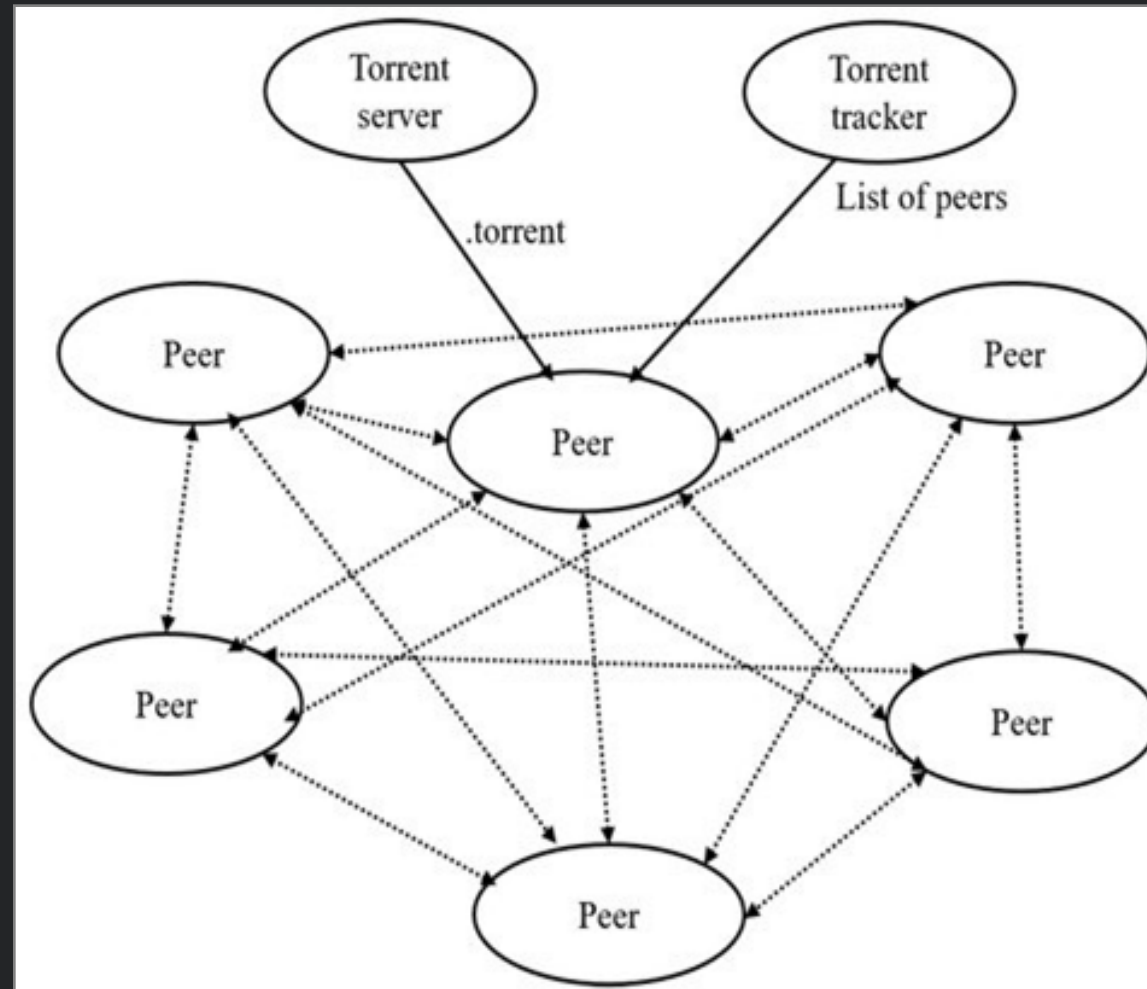 Torrent
server
Torrent
tracker
List of peers
.torrent
Peer
Peer
Peer
Peer
Peer
Peer